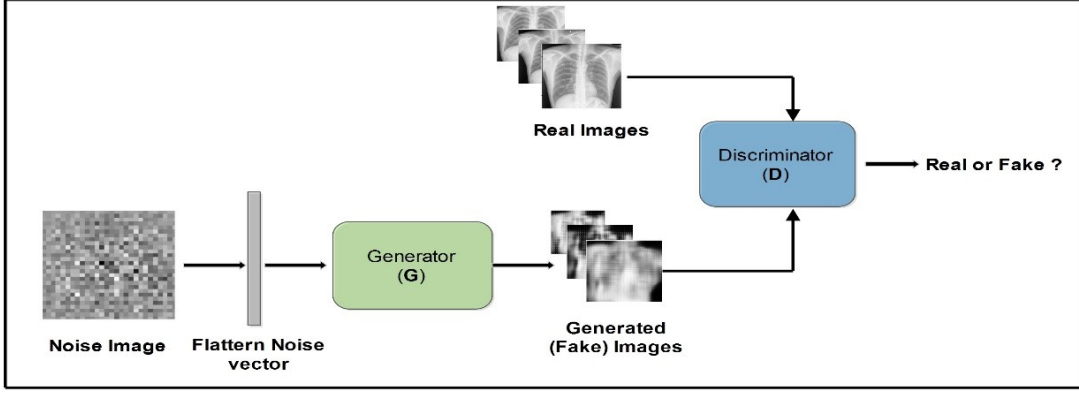 Real Images
Discriminator
(D)
Real or Fake ?
Generator
(G)
Noise Image
Flattern Noise
vector
Generated
(Fake) Images